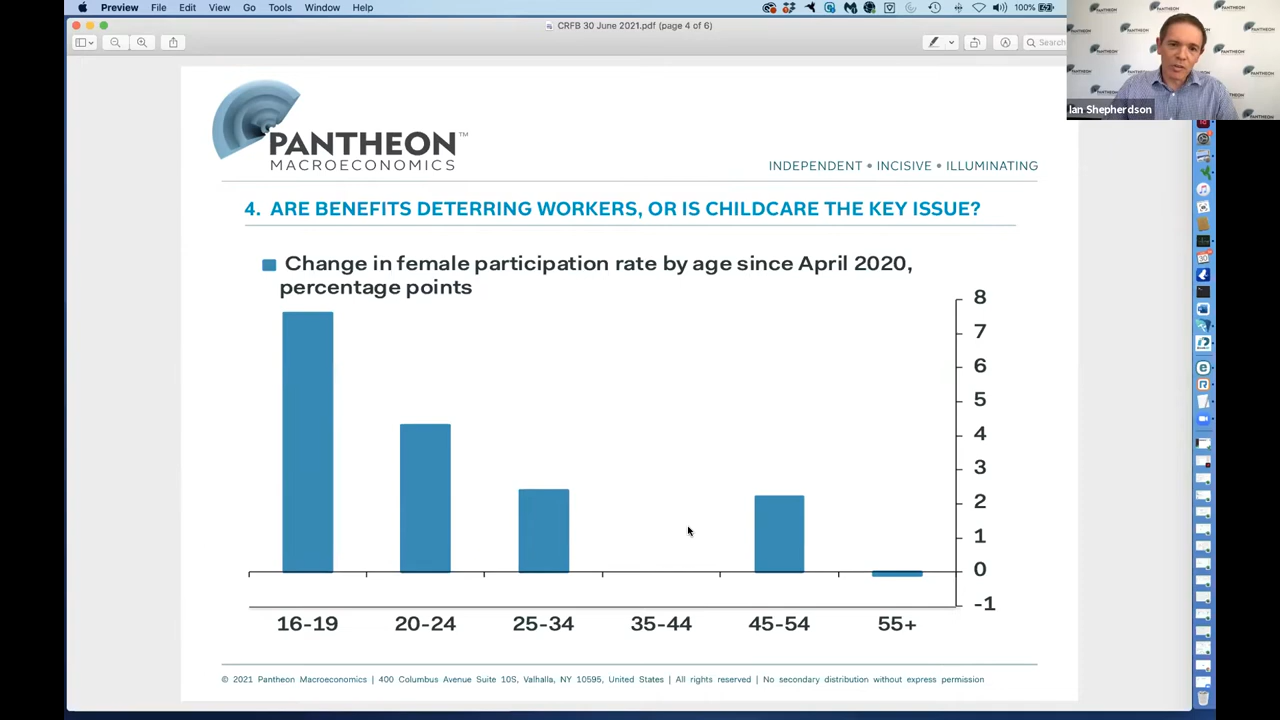 Preview File Edit View Go Tools Window Help 100%
CRFB 30 June 2021.pdf (page 4 of 6)
Search
Ian Shepherdson
PANTHEON™
MACROECONOMICS
INDEPENDENT • INCISIVE • ILLUMINATING
4. ARE BENEFITS DETERRING WORKERS, OR IS CHILDCARE THE KEY ISSUE?
Change in female participation rate by age since April 2020,
percentage points
8
7
6
5
4
3
2
1
0
-1
16-19 20-24 25-34 35-44 45-54 55+
© 2021 Pantheon Macroeconomics | 400 Columbus Avenue Suite 10S, Valhalla, NY 10595, United States | All rights reserved | No secondary distribution without express permission